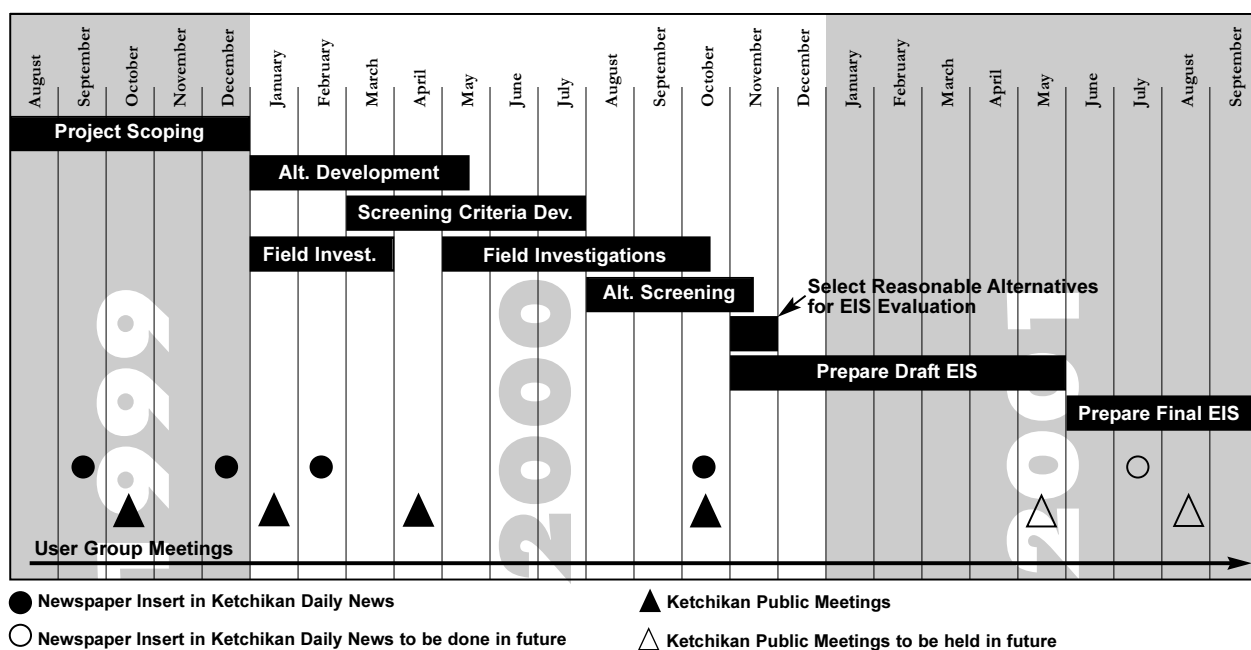 August
September
October
November
December
January
February
March
April
May
June
July
August
September
October
November
December
January
February
March
April
May
June
July
August
September
Project Scoping
Alt. Development
Screening Criteria Dev.
Field Invest.
Field Investigations
Alt. Screening
Select Reasonable Alternatives
for EIS Evaluation
Prepare Draft EIS
Prepare Final EIS
1999
2000
2001
User Group Meetings
Newspaper Insert in Ketchikan Daily News
Ketchikan Public Meetings
Newspaper Insert in Ketchikan Daily News to be done in future
Ketchikan Public Meetings to be held in future